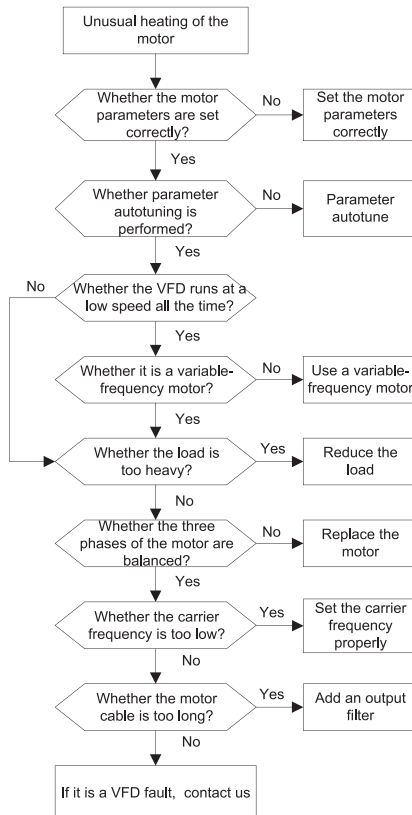 Unusual heating of the
motor
Whether the motor
parameters are set
correctly?
No
Set the motor
parameters
correctly
Yes
Whether parameter
autotuning is
performed?
No
Parameter
autotune
Yes
No
Whether the VFD runs at a
low speed all the time?
Yes
Whether it is a variable-
frequency motor?
No
Use a variable-
frequency motor
Yes
Whether the load is
too heavy?
Yes
Reduce the
load
No
Whether the three
phases of the motor are
balanced?
No
Replace the
motor
Yes
Whether the carrier
frequency is too low?
Yes
Set the carrier
frequency
properly
No
Whether the motor
cable is too long?
Yes
Add an output
filter
No
If it is a VFD fault, contact us